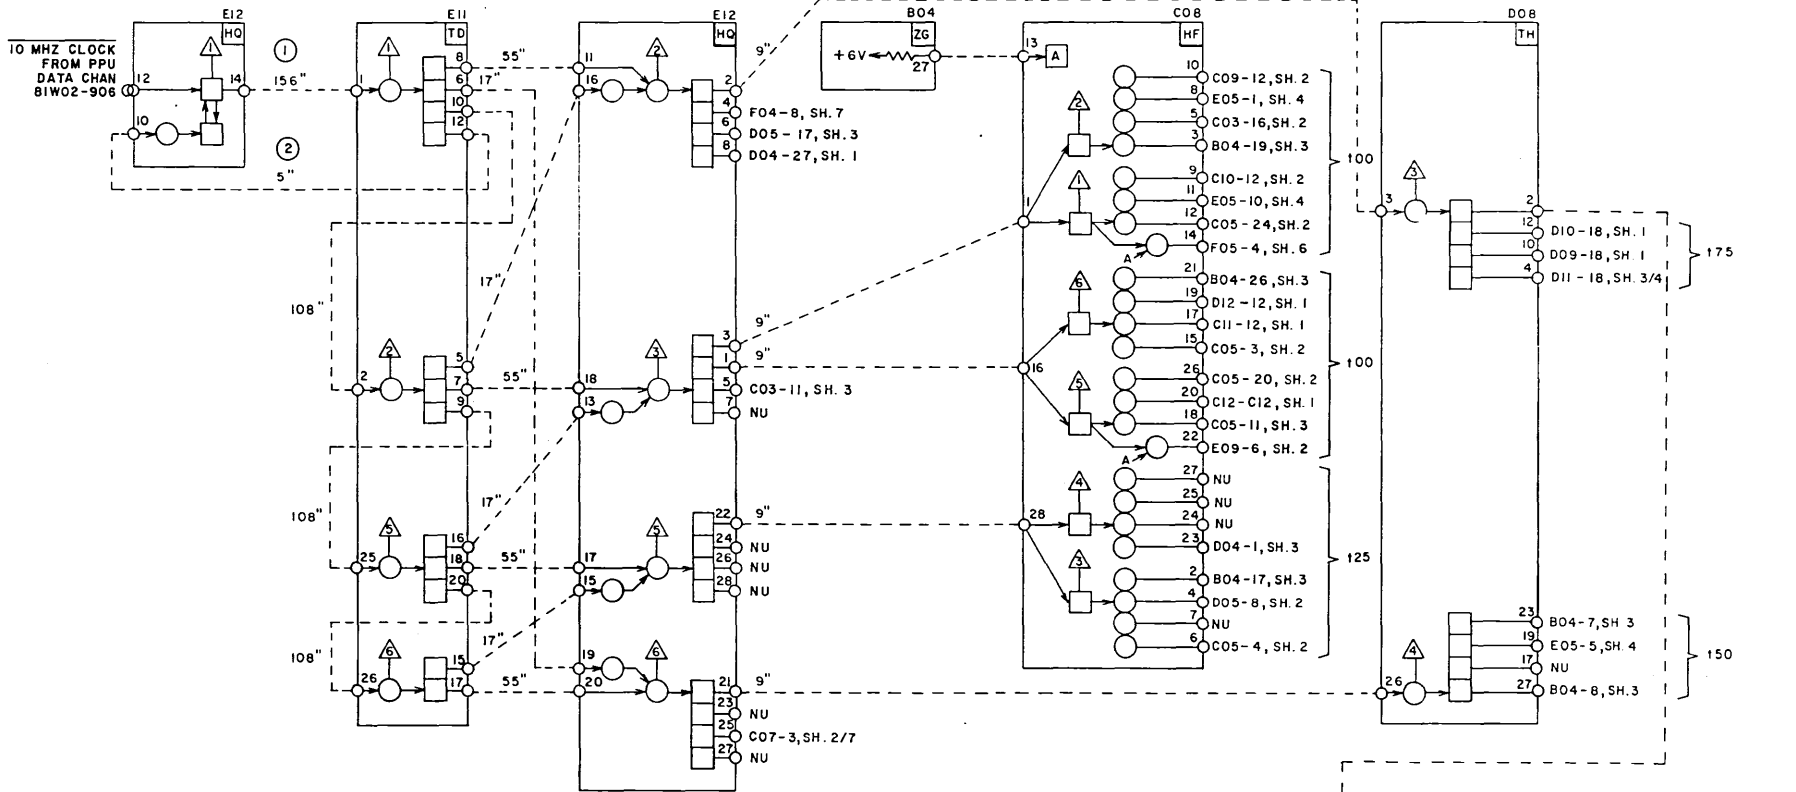 E12
HQ
10 MHZ CLOCK
FROM PPU
DATA CHAN
81W02-906
12
14
10
1
1
2
156"
5"
E11
TD
1
1
8
6
10
12
55"
17"
108"
2
2
5
7
9
17"
55"
108"
5
25
16
18
20
17"
55"
108"
6
26
15
17
17"
55"
E12
HQ
11
16
2
2
9"
4
F04-8, SH. 7
6
D05-17, SH. 3
8
D04-27, SH. 1
18
13
3
3
9"
1
9"
5
C03-11, SH. 3
7
NU
17
15
5
22
9"
24
NU
26
NU
28
NU
19
20
6
21
9"
23
NU
25
C07-3, SH. 2/7
27
NU
B04
ZG
+6V
27
C08
HF
13
A
2
10
C09-12, SH. 2
8
E05-1, SH. 4
5
C03-16, SH. 2
3
B04-19, SH. 3
1
1
9
C10-12, SH. 2
11
E05-10, SH. 4
12
C05-24, SH. 2
14
F05-4, SH. 6
A
t00
6
21
B04-26, SH. 3
19
D12-12, SH. 1
17
C11-12, SH. 1
15
C05-3, SH. 2
16
5
26
C05-20, SH. 2
20
C12-C12, SH. 1
18
C05-11, SH. 3
22
E09-6, SH. 2
A
t00
4
27
NU
25
NU
24
NU
23
D04-1, SH. 3
28
3
2
B04-17, SH. 3
4
D05-8, SH. 2
7
NU
6
C05-4, SH. 2
t25
D08
TH
3
3
2
12
D10-18, SH. 1
10
D09-18, SH. 1
4
D11-18, SH. 3/4
t75
4
26
23
B04-7, SH 3
19
E05-5, SH. 4
17
NU
27
B04-8, SH. 3
t50